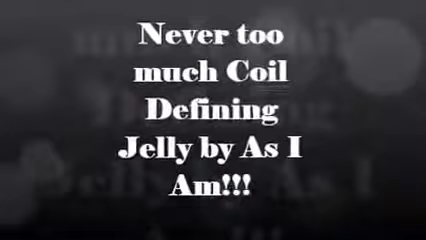 Never too
much Coil
Defining
Jelly by As I
Am!!!